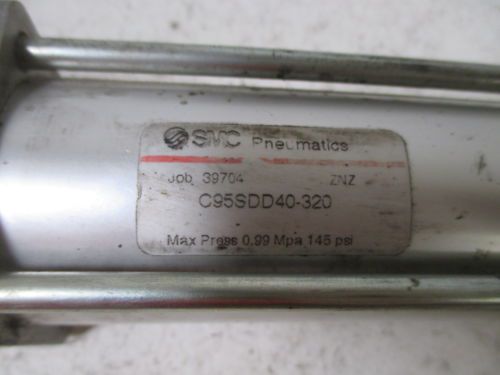 SMC Pneumatics
Job 39704 ZNZ
C95SDD40-320
Max Press 0.99 Mpa 145 psi